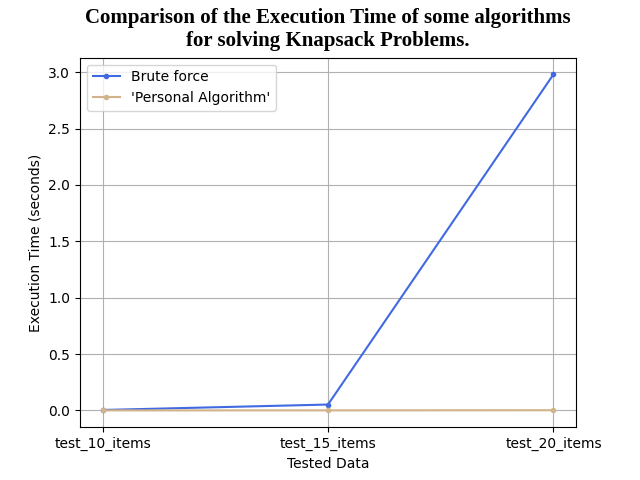 Comparison of the Execution Time of some algorithms
for solving Knapsack Problems.
Brute force
'Personal Algorithm'
3.0
2.5
2.0
1.5
1.0
0.5
0.0
Execution Time (seconds)
test_10_items
test_15_items
test_20_items
Tested Data